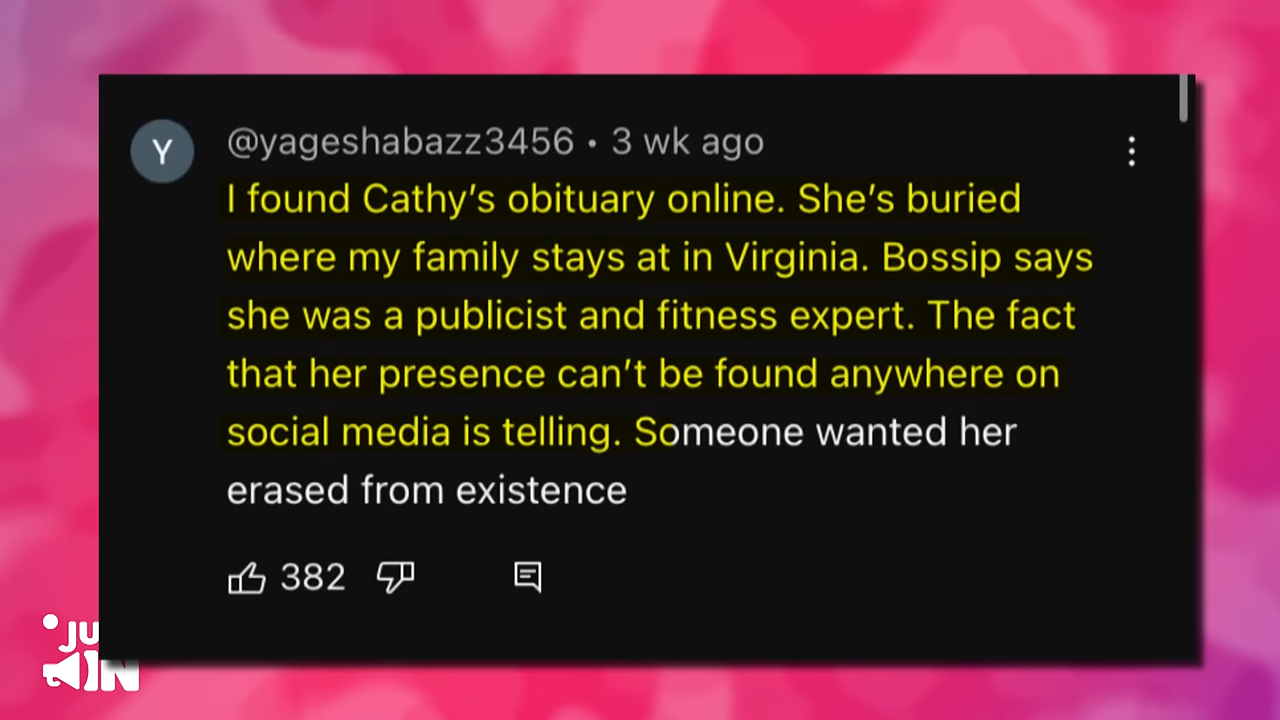 Y
@yageshabazz3456 • 3 wk ago
I found Cathy’s obituary online. She’s buried
where my family stays at in Virginia. Bossip says
she was a publicist and fitness expert. The fact
that her presence can’t be found anywhere on
social media is telling. Someone wanted her
erased from existence
382
JU
IN